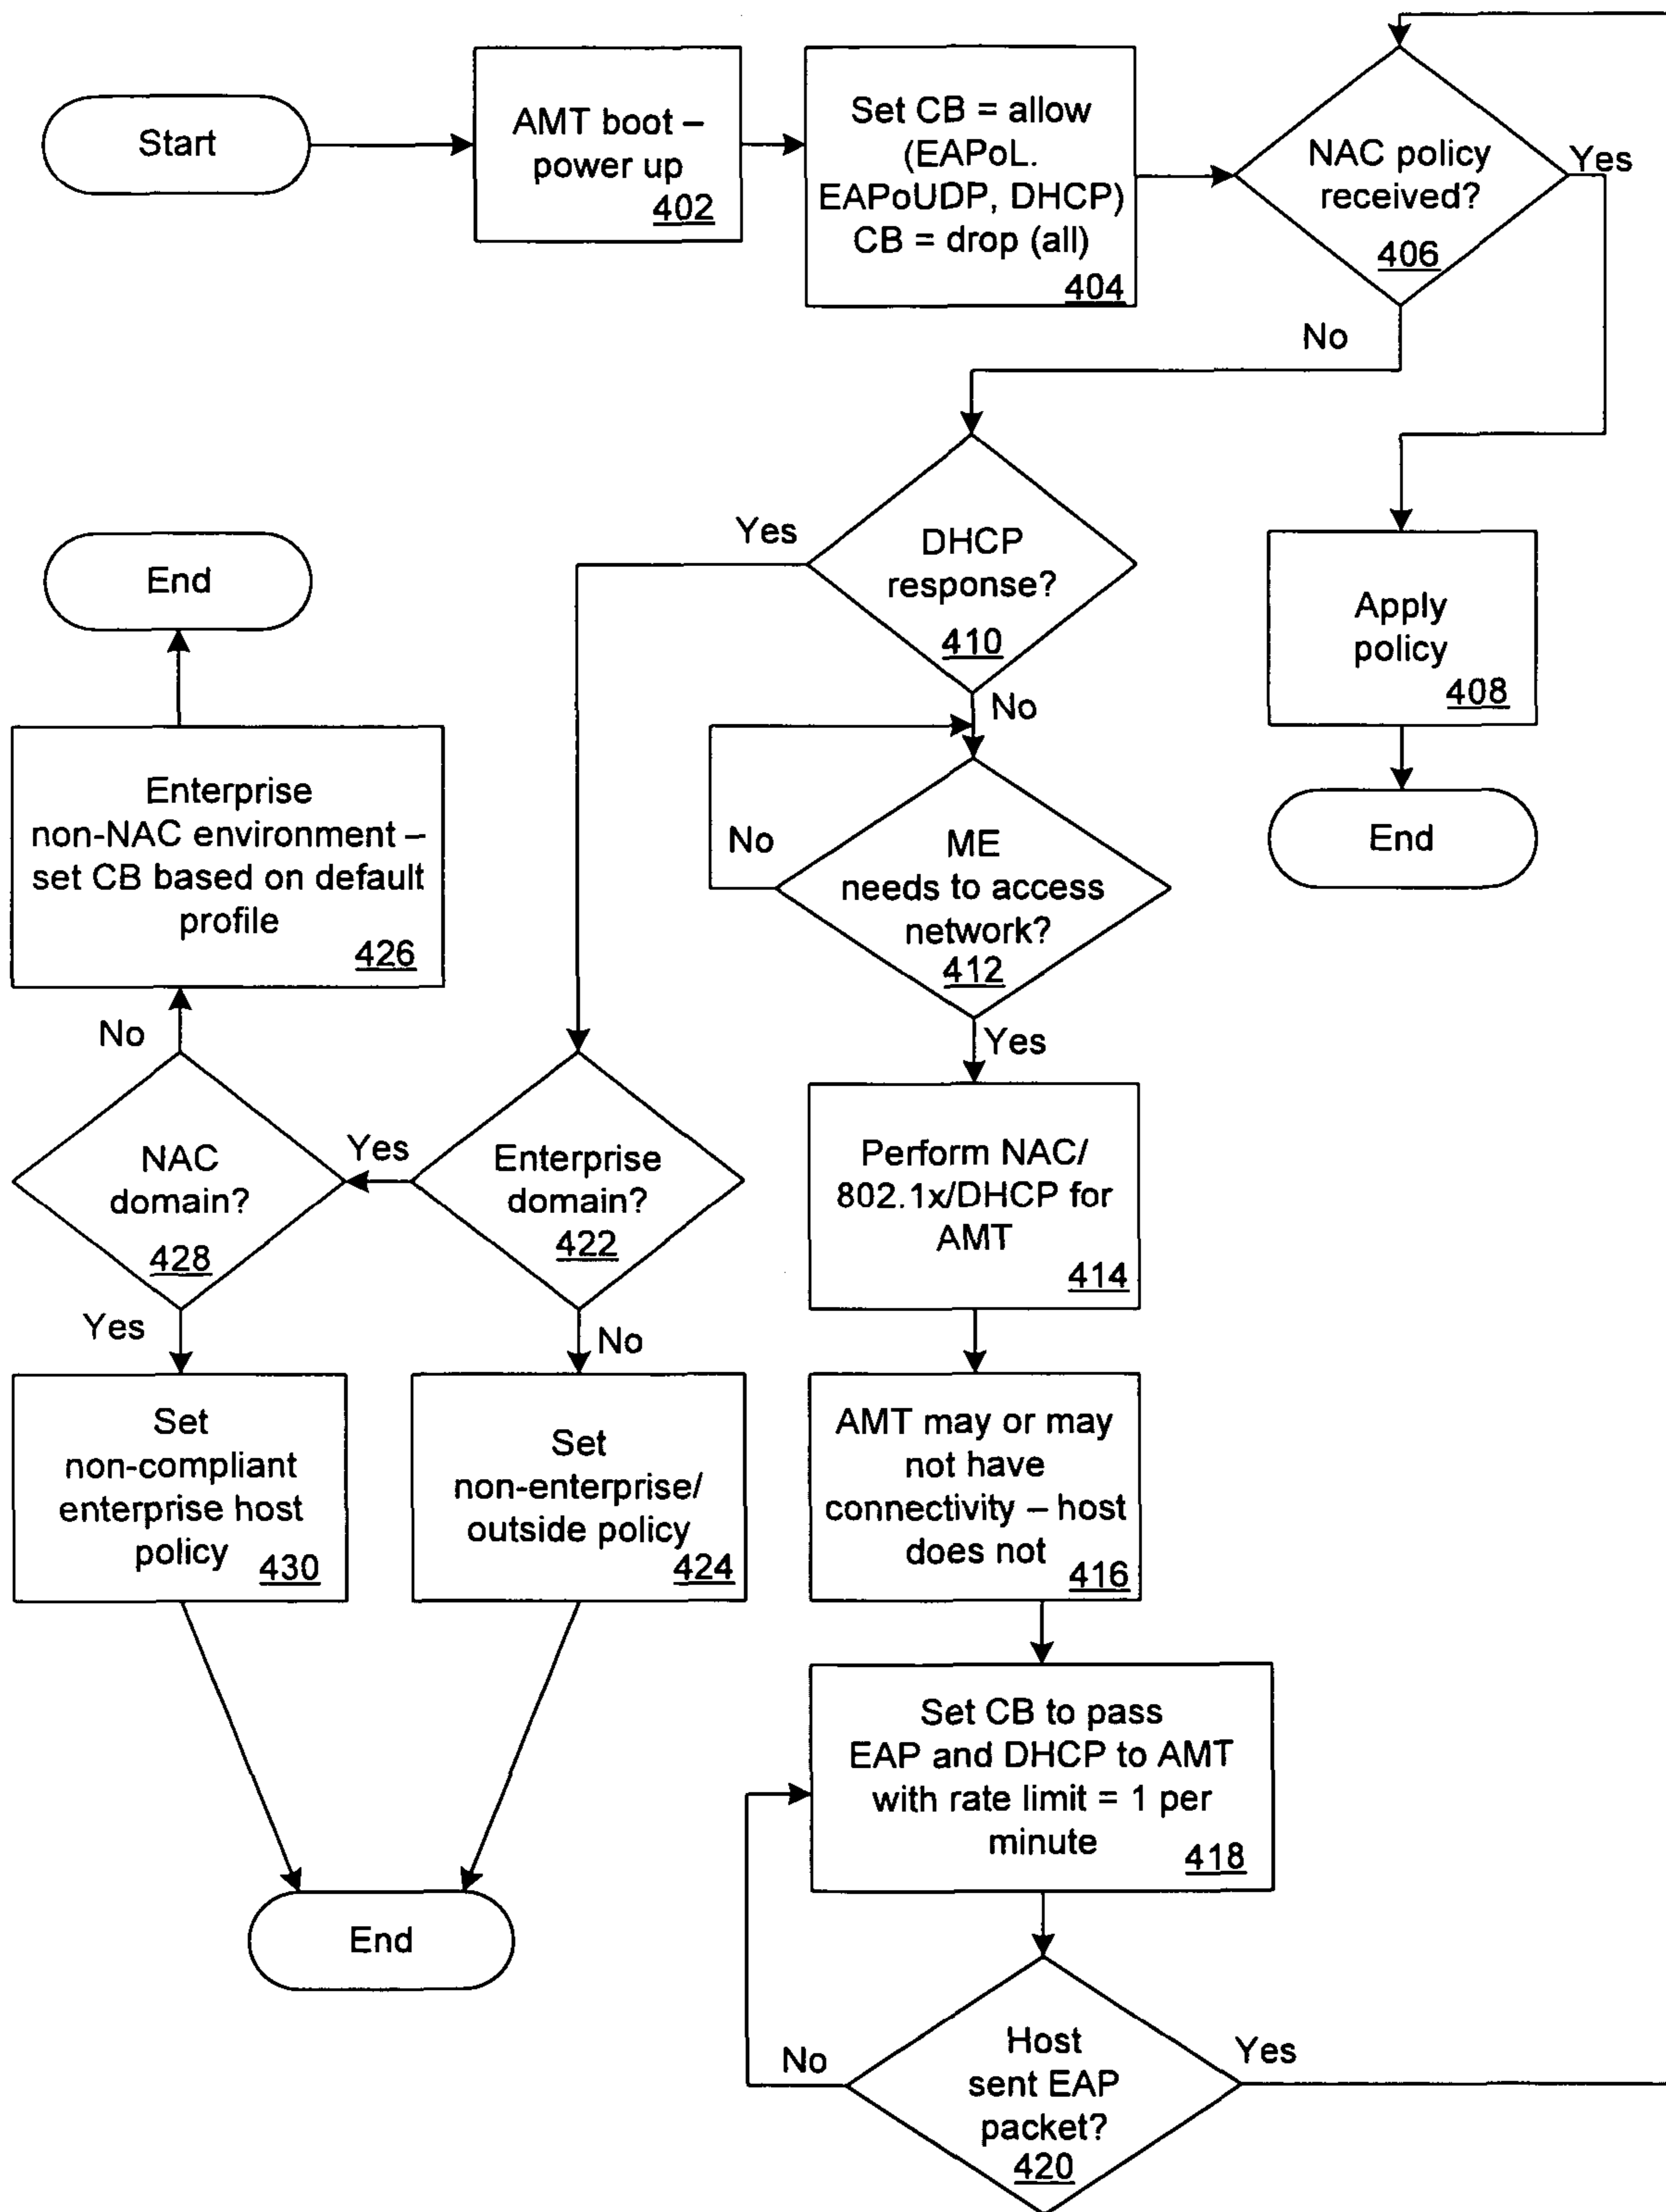 Start
AMT boot –
power up
402
Set CB = allow
(EAPoL.
EAPoUDP, DHCP)
CB = drop (all)
404
NAC policy
received?
406
Yes
No
Apply
policy
408
End
DHCP
response?
410
Yes
No
ME
needs to access
network?
412
No
Yes
Perform NAC/
802.1x/DHCP for
AMT
414
AMT may or may
not have
connectivity – host
does not
416
Set CB to pass
EAP and DHCP to AMT
with rate limit = 1 per
minute
418
Host
sent EAP
packet?
420
No
Yes
Enterprise
domain?
422
Yes
No
Set
non-enterprise/
outside policy
424
NAC
domain?
428
No
Yes
Enterprise
non-NAC environment –
set CB based on default
profile
426
End
Set
non-compliant
enterprise host
policy
430
End